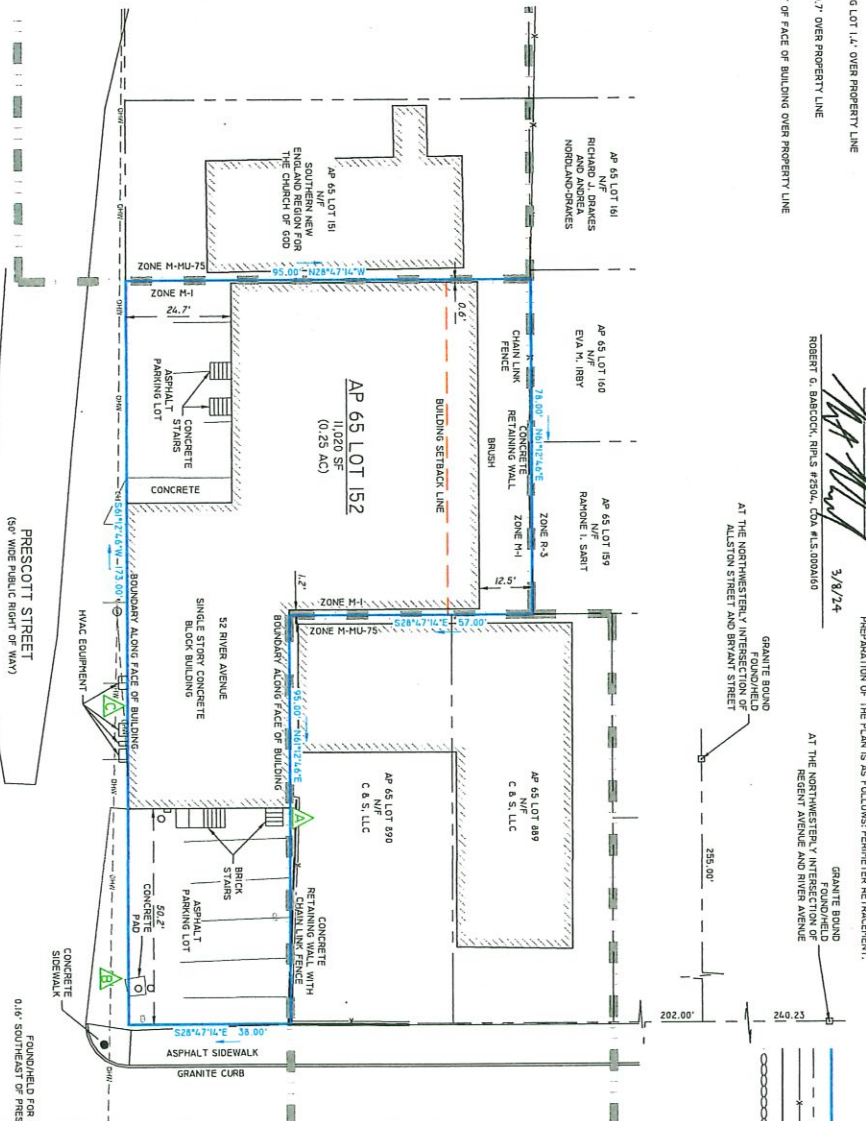 G LOT 1.4' OVER PROPERTY LINE
.7' OVER PROPERTY LINE
OF FACE OF BUILDING OVER PROPERTY LINE
3/8/24
ROBERT G. BABCOCK, RIPLS #2504, COA #LS.000A160
PREPARATION OF THE PLAN IS AS FOLLOWS: PERIMETER RETRACEMENT.
GRANITE BOUND
FOUND/HELD
AT THE NORTHWESTERLY INTERSECTION OF
ALLSTON STREET AND BRYANT STREET
GRANITE BOUND
FOUND/HELD
AT THE NORTHWESTERLY INTERSECTION OF
REGENT AVENUE AND RIVER AVENUE
255.00'
202.00'
240.23
AP 65 LOT 161
N/F
RICHARD J. DRAKES
AND ANDREA
NORDLAND-DRAKES
AP 65 LOT 160
N/F
EVA M. IRBY
AP 65 LOT 159
N/F
RAMONE I. SARIT
AP 65 LOT 151
N/F
SOUTHERN NEW
ENGLAND REGION FOR
THE CHURCH OF GOD
CHAIN LINK
FENCE
78.00' N61°12'46"E
CONCRETE
RETAINING WALL
BRUSH
ZONE R-3
ZONE M-1
12.5'
0.6'
BUILDING SETBACK LINE
ZONE M-MU-75
95.00' N28°47'14"W
ZONE M-1
24.7'
CONCRETE
STAIRS
ASPHALT
PARKING LOT
CONCRETE
AP 65 LOT 152
11,020 SF
(0.25 AC)
ZONE M-1
S28°47'14"E 57.00'
ZONE M-MU-75
1.2'
AP 65 LOT 889
N/F
C & S, LLC
AP 65 LOT 890
N/F
C & S, LLC
95.00' N61°12'46"E
BOUNDARY ALONG FACE OF BUILDING
52 RIVER AVENUE
SINGLE STORY CONCRETE
BLOCK BUILDING
BOUNDARY ALONG FACE OF BUILDING
S61°12'46"W 173.00'
HVAC EQUIPMENT
A
B
C
CONCRETE
RETAINING WALL WITH
CHAIN LINK FENCE
BRICK
STAIRS
ASPHALT
PARKING LOT
50.2'
CONCRETE
PAD
S28°47'14"E 38.00'
ASPHALT SIDEWALK
GRANITE CURB
CONCRETE
SIDEWALK
OHW
OHW
OHW
OHW
OHW
OHW
OHW
PRESCOTT STREET
(50' WIDE PUBLIC RIGHT OF WAY)
FOUND/HELD FOR
0.16' SOUTHEAST OF PRES